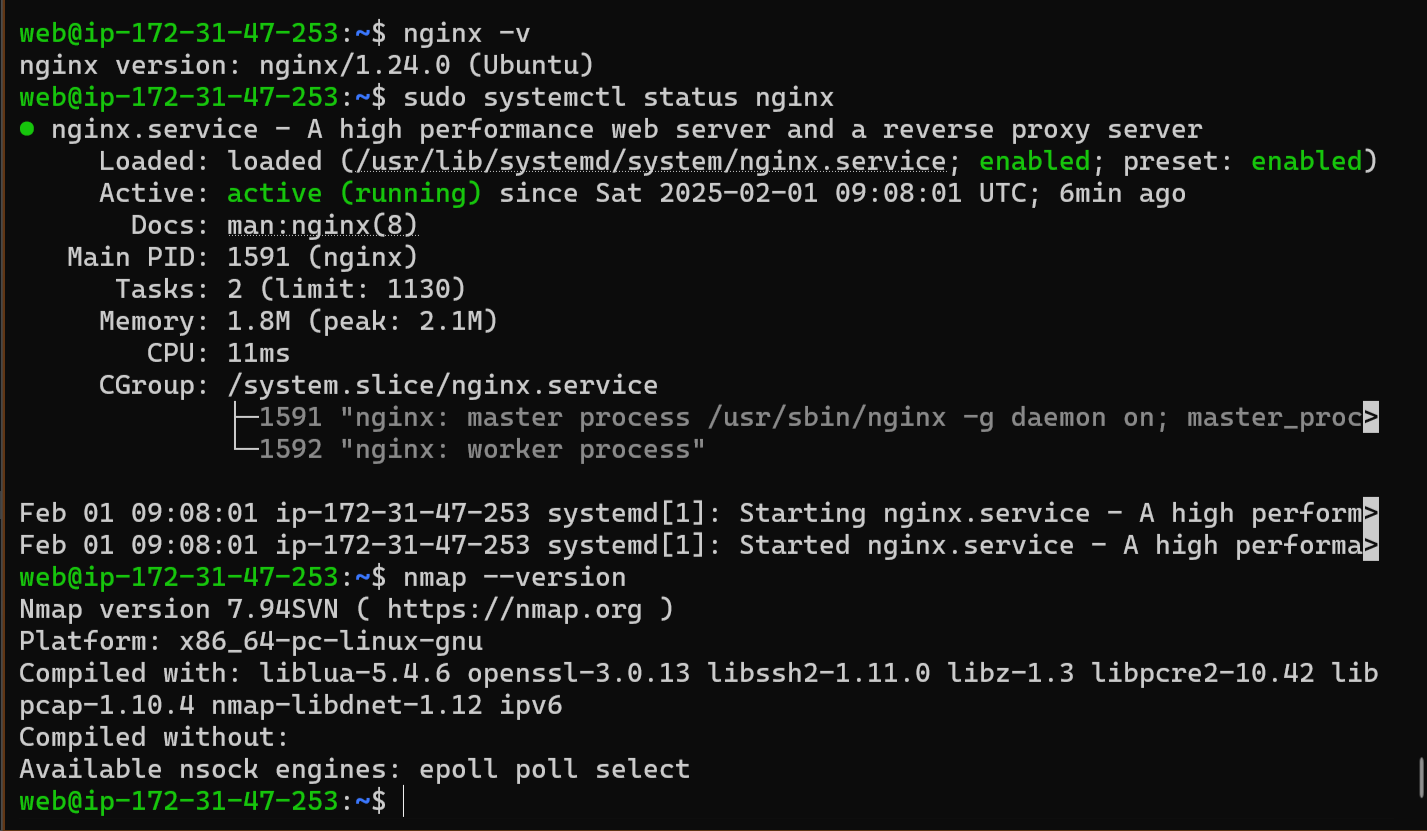 web@ip-172-31-47-253:~$ nginx -v
nginx version: nginx/1.24.0 (Ubuntu)
web@ip-172-31-47-253:~$ sudo systemctl status nginx
● nginx.service - A high performance web server and a reverse proxy server
     Loaded: loaded (/usr/lib/systemd/system/nginx.service; enabled; preset: enabled)
     Active: active (running) since Sat 2025-02-01 09:08:01 UTC; 6min ago
       Docs: man:nginx(8)
   Main PID: 1591 (nginx)
      Tasks: 2 (limit: 1130)
     Memory: 1.8M (peak: 2.1M)
        CPU: 11ms
     CGroup: /system.slice/nginx.service
             ├─1591 "nginx: master process /usr/sbin/nginx -g daemon on; master_proc>
             └─1592 "nginx: worker process"
Feb 01 09:08:01 ip-172-31-47-253 systemd[1]: Starting nginx.service - A high perform>
Feb 01 09:08:01 ip-172-31-47-253 systemd[1]: Started nginx.service - A high performa>
web@ip-172-31-47-253:~$ nmap --version
Nmap version 7.94SVN ( https://nmap.org )
Platform: x86_64-pc-linux-gnu
Compiled with: liblua-5.4.6 openssl-3.0.13 libssh2-1.11.0 libz-1.3 libpcre2-10.42 lib
pcap-1.10.4 nmap-libdnet-1.12 ipv6
Compiled without:
Available nsock engines: epoll poll select
web@ip-172-31-47-253:~$